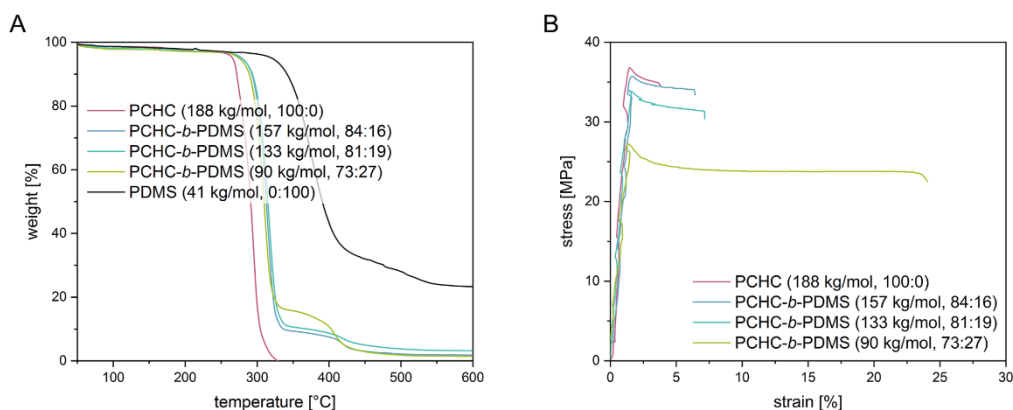 A
100
80
60
40
20
0
weight [%]
PCHC (188 kg/mol, 100:0)
PCHC-b-PDMS (157 kg/mol, 84:16)
PCHC-b-PDMS (133 kg/mol, 81:19)
PCHC-b-PDMS (90 kg/mol, 73:27)
PDMS (41 kg/mol, 0:100)
100 200 300 400 500 600
temperature [°C]
B
40
30
20
10
0
stress [MPa]
PCHC (188 kg/mol, 100:0)
PCHC-b-PDMS (157 kg/mol, 84:16)
PCHC-b-PDMS (133 kg/mol, 81:19)
PCHC-b-PDMS (90 kg/mol, 73:27)
0 5 10 15 20 25 30
strain [%]